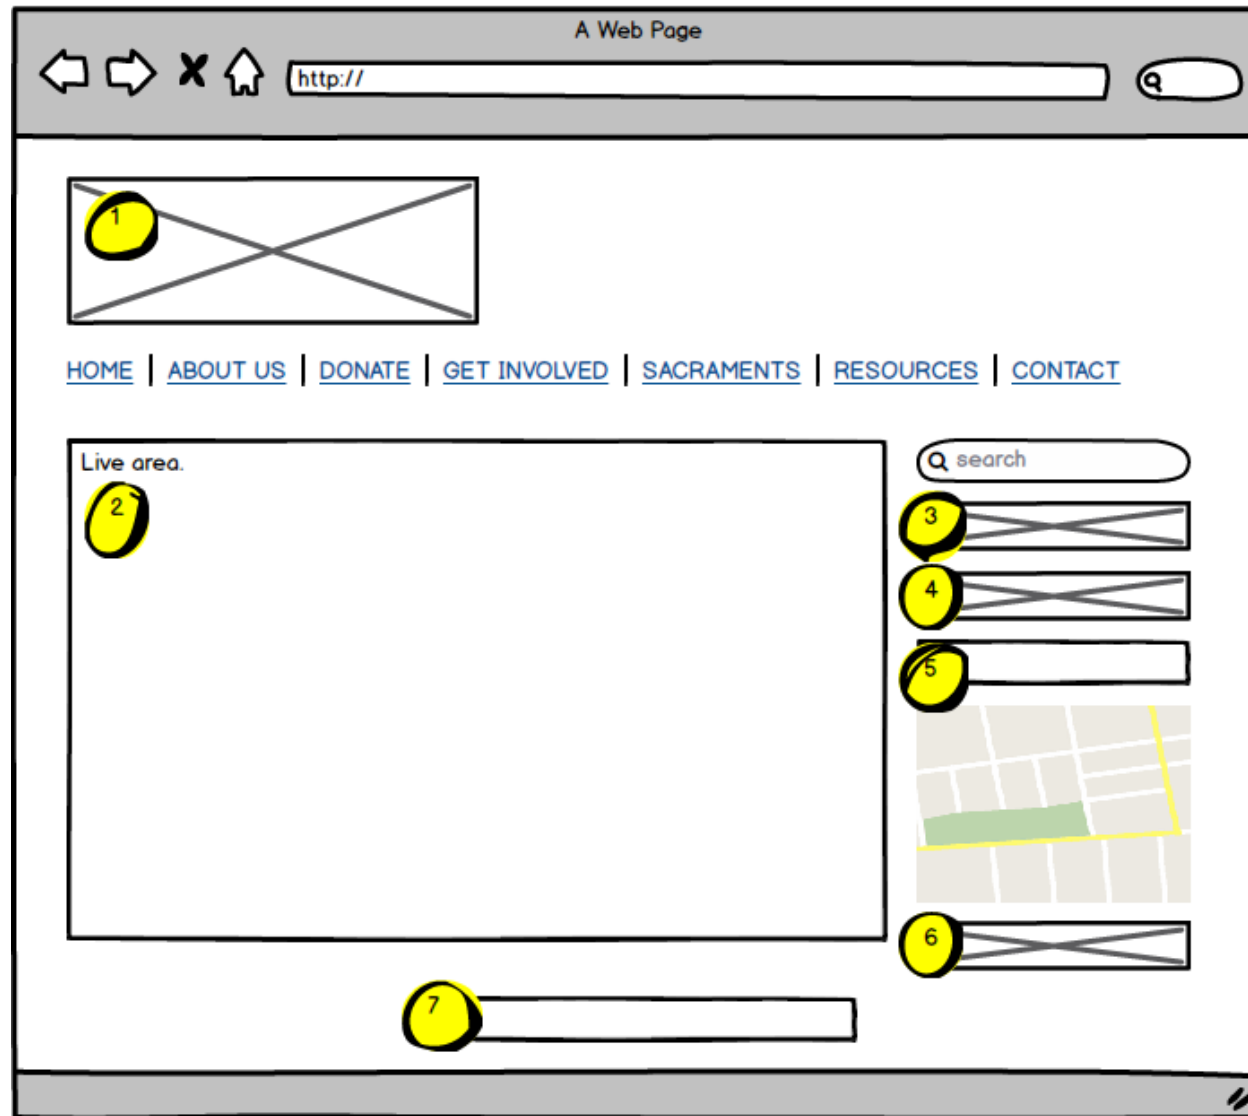 A Web Page
http://
1
HOME | ABOUT US | DONATE | GET INVOLVED | SACRAMENTS | RESOURCES | CONTACT
Live area.
2
search
3
4
5
6
7